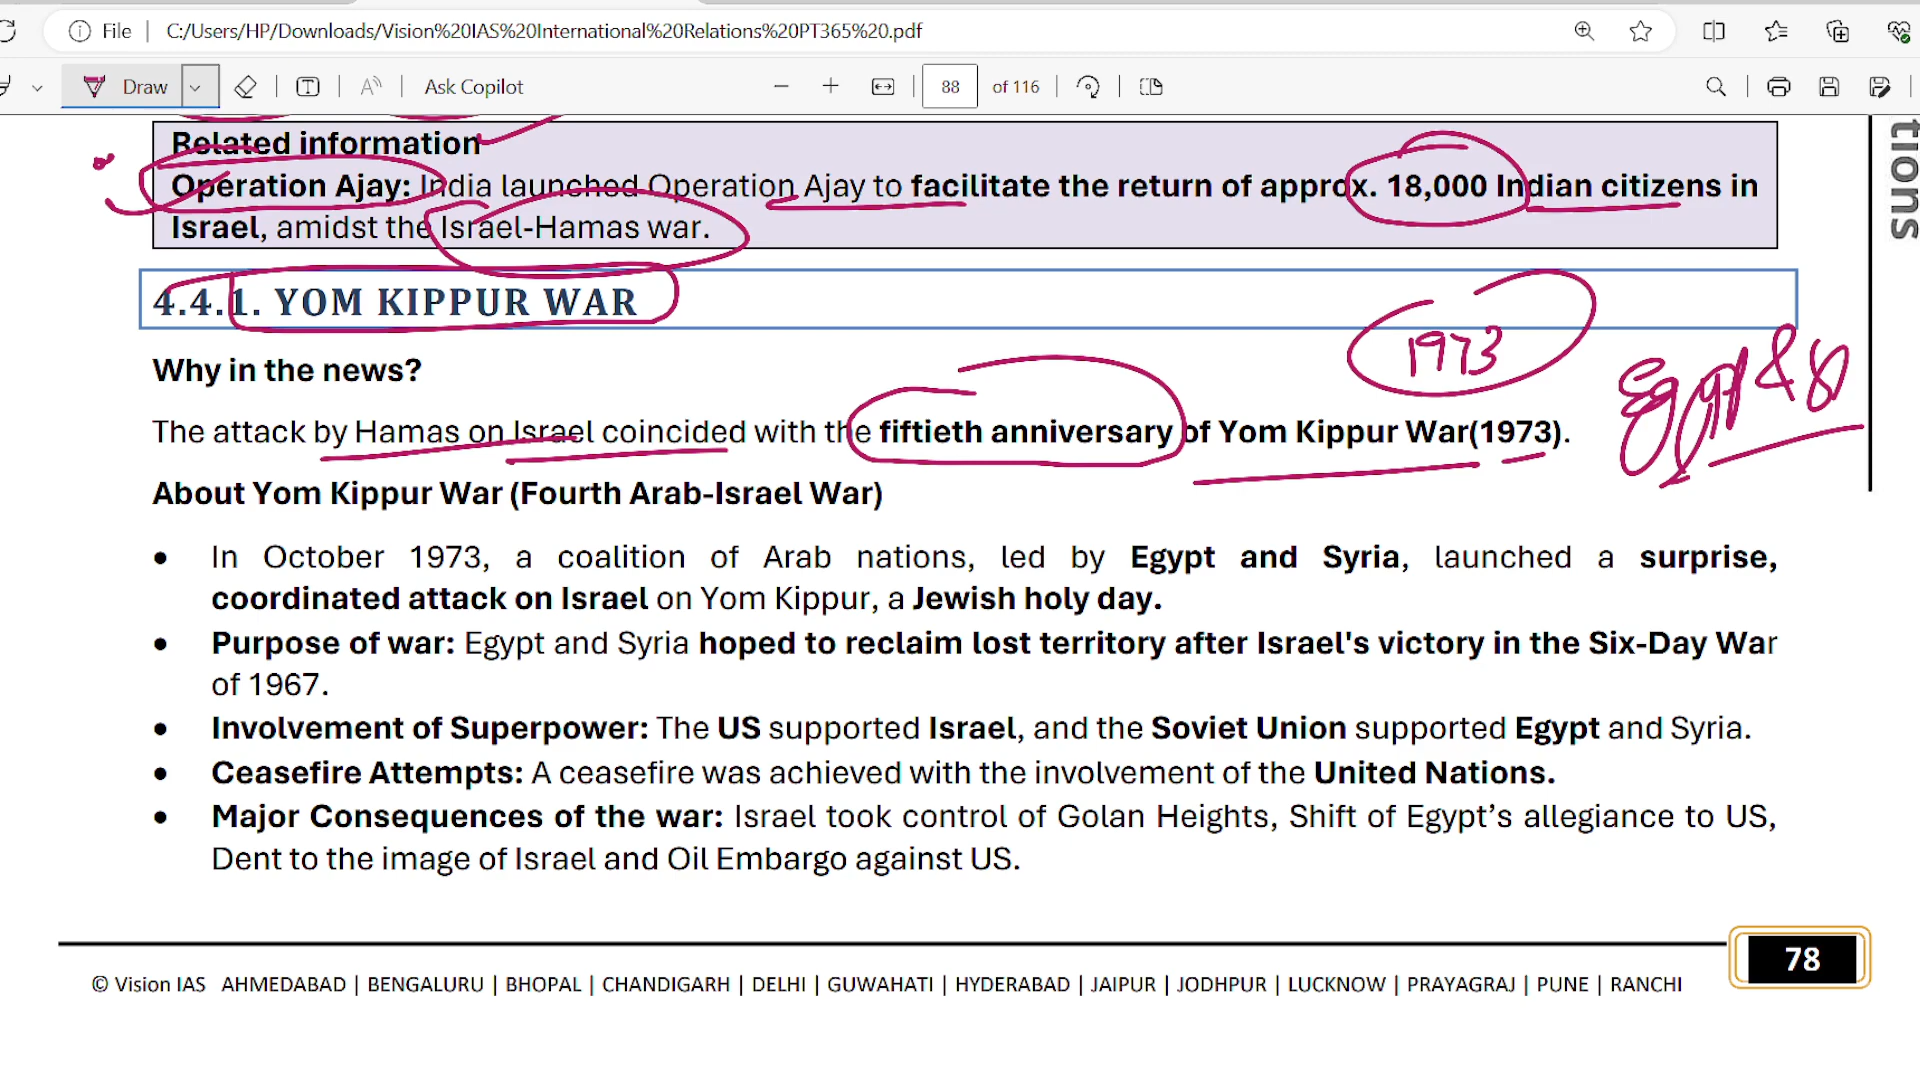 File | C:/Users/HP/Downloads/Vision%20IAS%20International%20Relations%20PT365%20.pdf
Draw Ask Copilot 88 of 116
Related information
Operation Ajay: India launched Operation Ajay to facilitate the return of approx. 18,000 Indian citizens in
Israel, amidst the Israel-Hamas war.
tions
4.4.1. YOM KIPPUR WAR
1973
Egypt &
Why in the news?
The attack by Hamas on Israel coincided with the fiftieth anniversary of Yom Kippur War(1973).
About Yom Kippur War (Fourth Arab-Israel War)
• In October 1973, a coalition of Arab nations, led by Egypt and Syria, launched a surprise,
coordinated attack on Israel on Yom Kippur, a Jewish holy day.
• Purpose of war: Egypt and Syria hoped to reclaim lost territory after Israel's victory in the Six-Day War
of 1967.
• Involvement of Superpower: The US supported Israel, and the Soviet Union supported Egypt and Syria.
• Ceasefire Attempts: A ceasefire was achieved with the involvement of the United Nations.
• Major Consequences of the war: Israel took control of Golan Heights, Shift of Egypt’s allegiance to US,
Dent to the image of Israel and Oil Embargo against US.
78
© Vision IAS AHMEDABAD | BENGALURU | BHOPAL | CHANDIGARH | DELHI | GUWAHATI | HYDERABAD | JAIPUR | JODHPUR | LUCKNOW | PRAYAGRAJ | PUNE | RANCHI